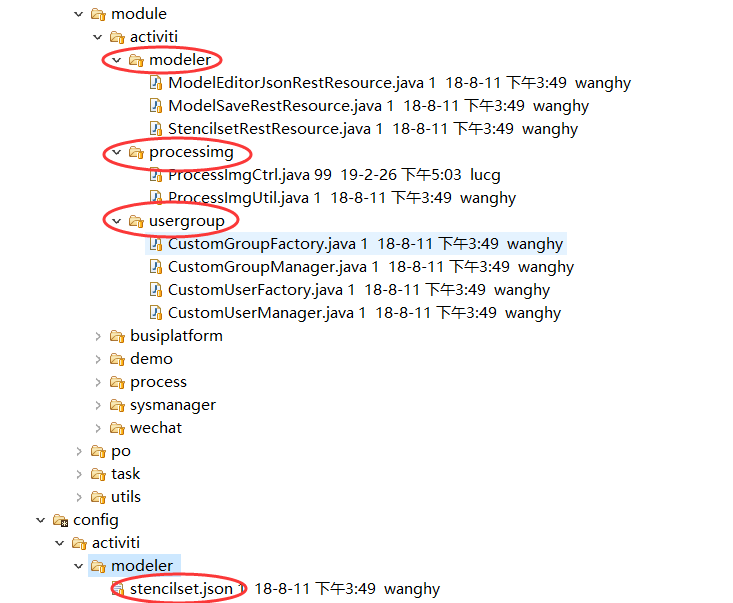 module
activiti
modeler
ModelEditorJsonRestResource.java 1 18-8-11 下午3:49 wanghy
ModelSaveRestResource.java 1 18-8-11 下午3:49 wanghy
StencilsetRestResource.java 1 18-8-11 下午3:49 wanghy
processimg
ProcessImgCtrl.java 99 19-2-26 下午5:03 lucg
ProcessImgUtil.java 1 18-8-11 下午3:49 wanghy
usergroup
CustomGroupFactory.java 1 18-8-11 下午3:49 wanghy
CustomGroupManager.java 1 18-8-11 下午3:49 wanghy
CustomUserFactory.java 1 18-8-11 下午3:49 wanghy
CustomUserManager.java 1 18-8-11 下午3:49 wanghy
busiplatform
demo
process
sysmanager
wechat
po
task
utils
config
activiti
modeler
stencilset.json 1 18-8-11 下午3:49 wanghy